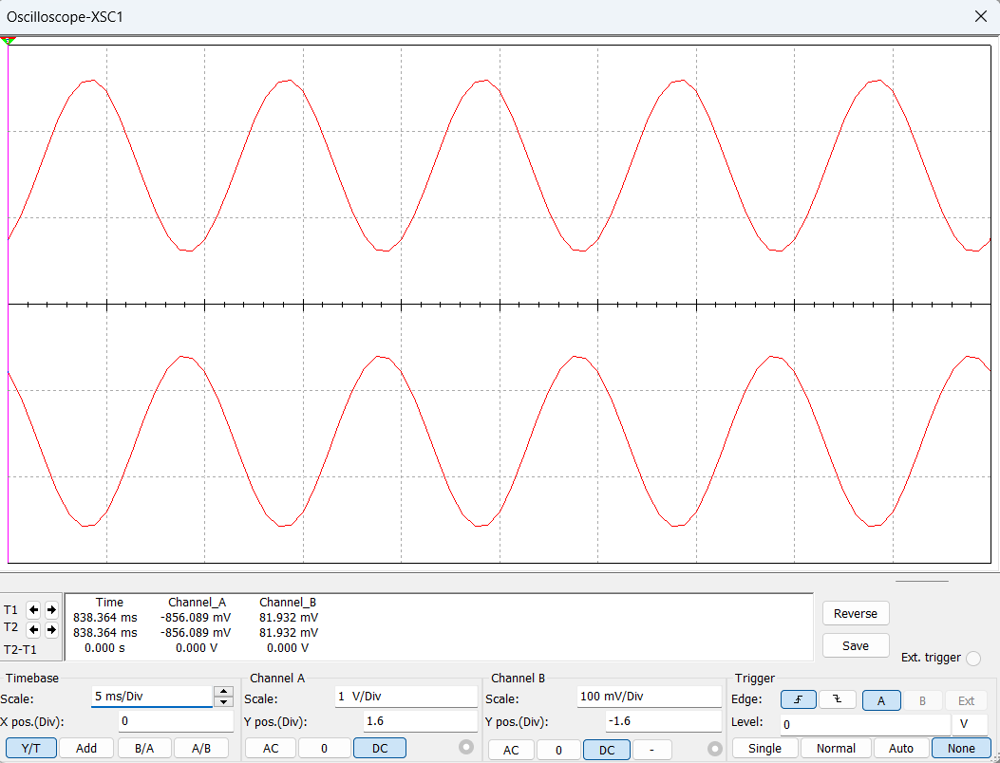 Oscilloscope-XSC1
T1
T2
T2-T1
Time Channel_A Channel_B
838.364 ms -856.089 mV 81.932 mV
838.364 ms -856.089 mV 81.932 mV
0.000 s 0.000 V 0.000 V
Reverse
Save
Ext. trigger
Timebase
Scale: 5 ms/Div
X pos.(Div): 0
Y/T Add B/A A/B
Channel A
Scale: 1 V/Div
Y pos.(Div): 1.6
AC 0 DC
Channel B
Scale: 100 mV/Div
Y pos.(Div): -1.6
AC 0 DC -
Trigger
Edge: A B Ext
Level: 0 V
Single Normal Auto None